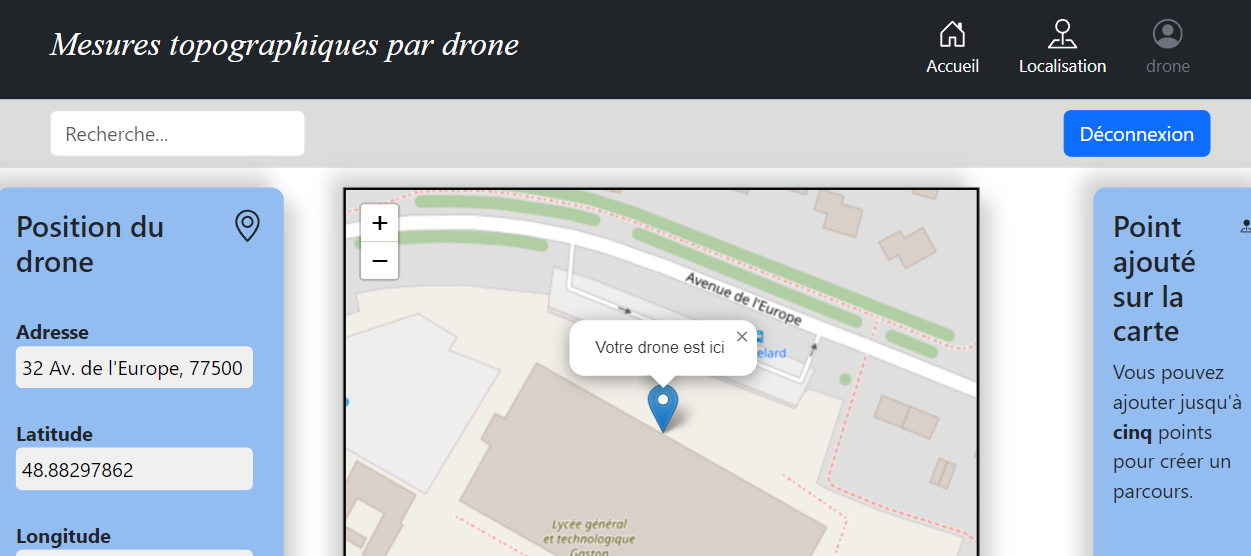 Mesures topographiques par drone
Accueil
Localisation
drone
Recherche...
Déconnexion
Position du
drone
Adresse
32 Av. de l'Europe, 77500
Latitude
48.88297862
Longitude
+
−
Avenue de l'Europe
Votre drone est ici
×
elard
Lycée général
et technologique
Gaston
Point
ajouté
sur la
carte
Vous pouvez
ajouter jusqu'à
cinq points
pour créer un
parcours.